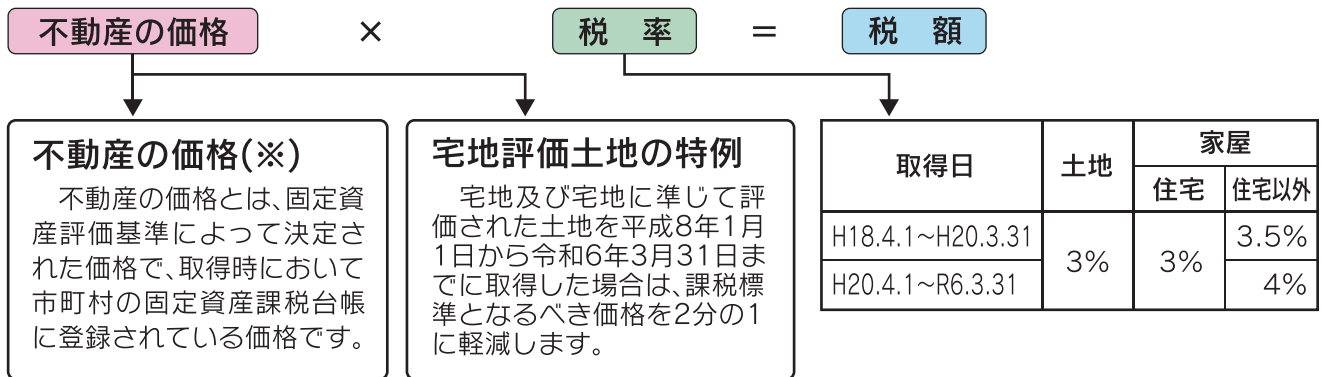 不動産の価格 × 税　率 ＝ 税　額
不動産の価格(※)
　不動産の価格とは、固定資
産評価基準によって決定さ
れた価格で、取得時において
市町村の固定資産課税台帳
に登録されている価格です。
宅地評価土地の特例
　宅地及び宅地に準じて評
価された土地を平成8年1月
1日から令和6年3月31日ま
でに取得した場合は、課税標
準となるべき価格を2分の1
に軽減します。
取得日 土地 家屋
住宅 住宅以外
H18.4.1~H20.3.31 3% 3% 3.5%
H20.4.1~R6.3.31 4%